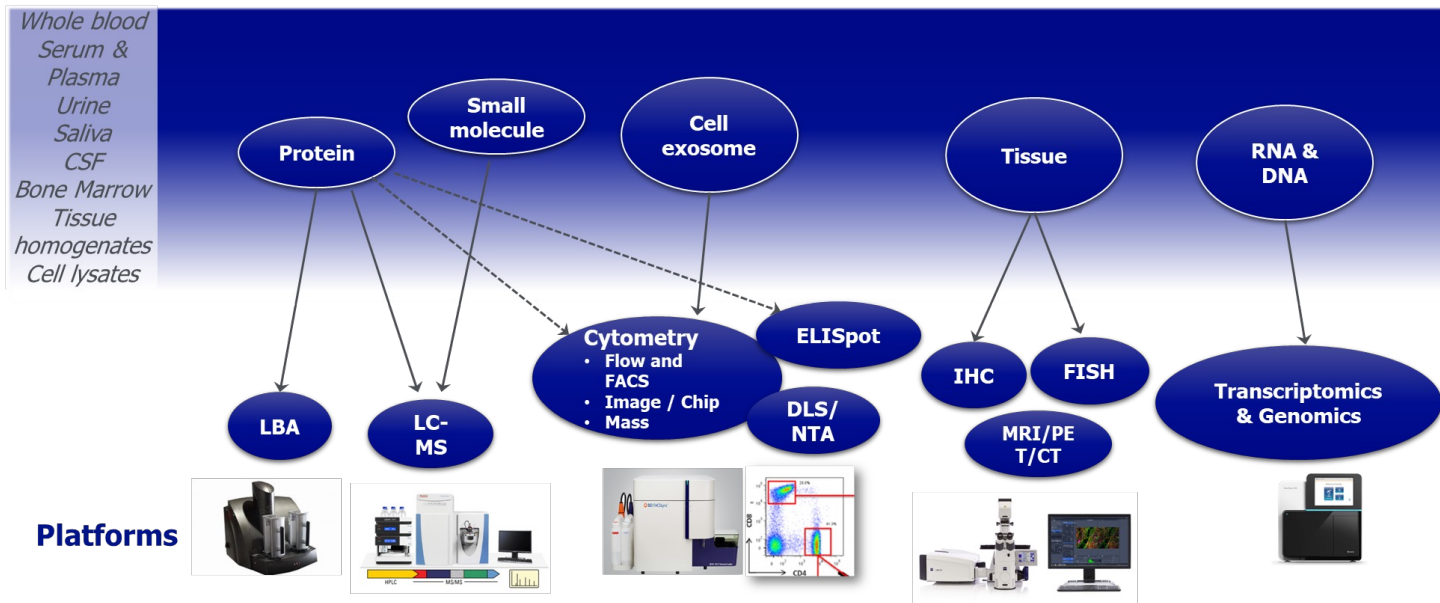 Whole blood
Serum &
Plasma
Urine
Saliva
CSF
Bone Marrow
Tissue
homogenates
Cell lysates
Protein
Small
molecule
Cell
exosome
Tissue
RNA &
DNA
LBA
LC-
MS
Cytometry
• Flow and
FACS
• Image / Chip
• Mass
ELISpot
DLS/
NTA
IHC
FISH
MRI/PE
T/CT
Transcriptomics
& Genomics
Platforms
HPLC
MS/MS
CD8
CD4